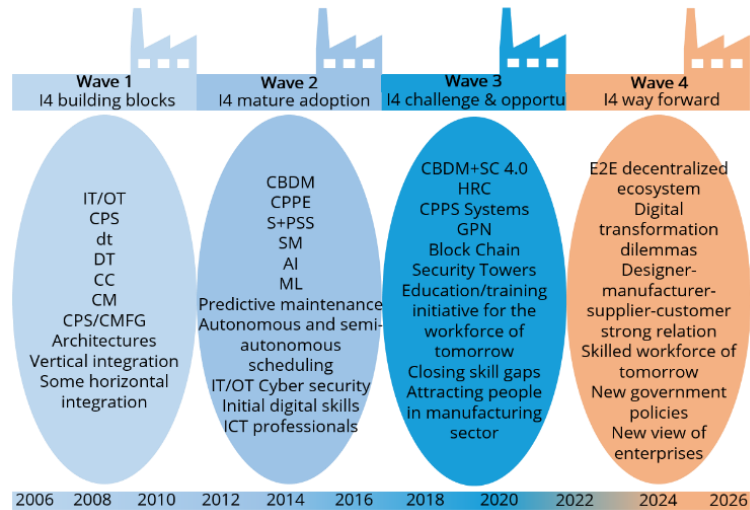 Wave 1
I4 building blocks
Wave 2
I4 mature adoption
Wave 3
I4 challenge & opportu
Wave 4
I4 way forward
IT/OT
CPS
dt
DT
CC
CM
CPS/CMFG
Architectures
Vertical integration
Some horizontal
integration
CBDM
CPPE
S+PSS
SM
AI
ML
Predictive maintenance
Autonomous and semi-
autonomous
scheduling
IT/OT Cyber security
Initial digital skills
ICT professionals
CBDM+SC 4.0
HRC
CPPS Systems
GPN
Block Chain
Security Towers
Education/training
initiative for the
workforce of
tomorrow
Closing skill gaps
Attracting people
in manufacturing
sector
E2E decentralized
ecosystem
Digital
transformation
dilemmas
Designer-
manufacturer-
supplier-customer
strong relation
Skilled workforce of
tomorrow
New government
policies
New view of
enterprises
2006 2008 2010 2012 2014 2016 2018 2020 2022 2024 2026